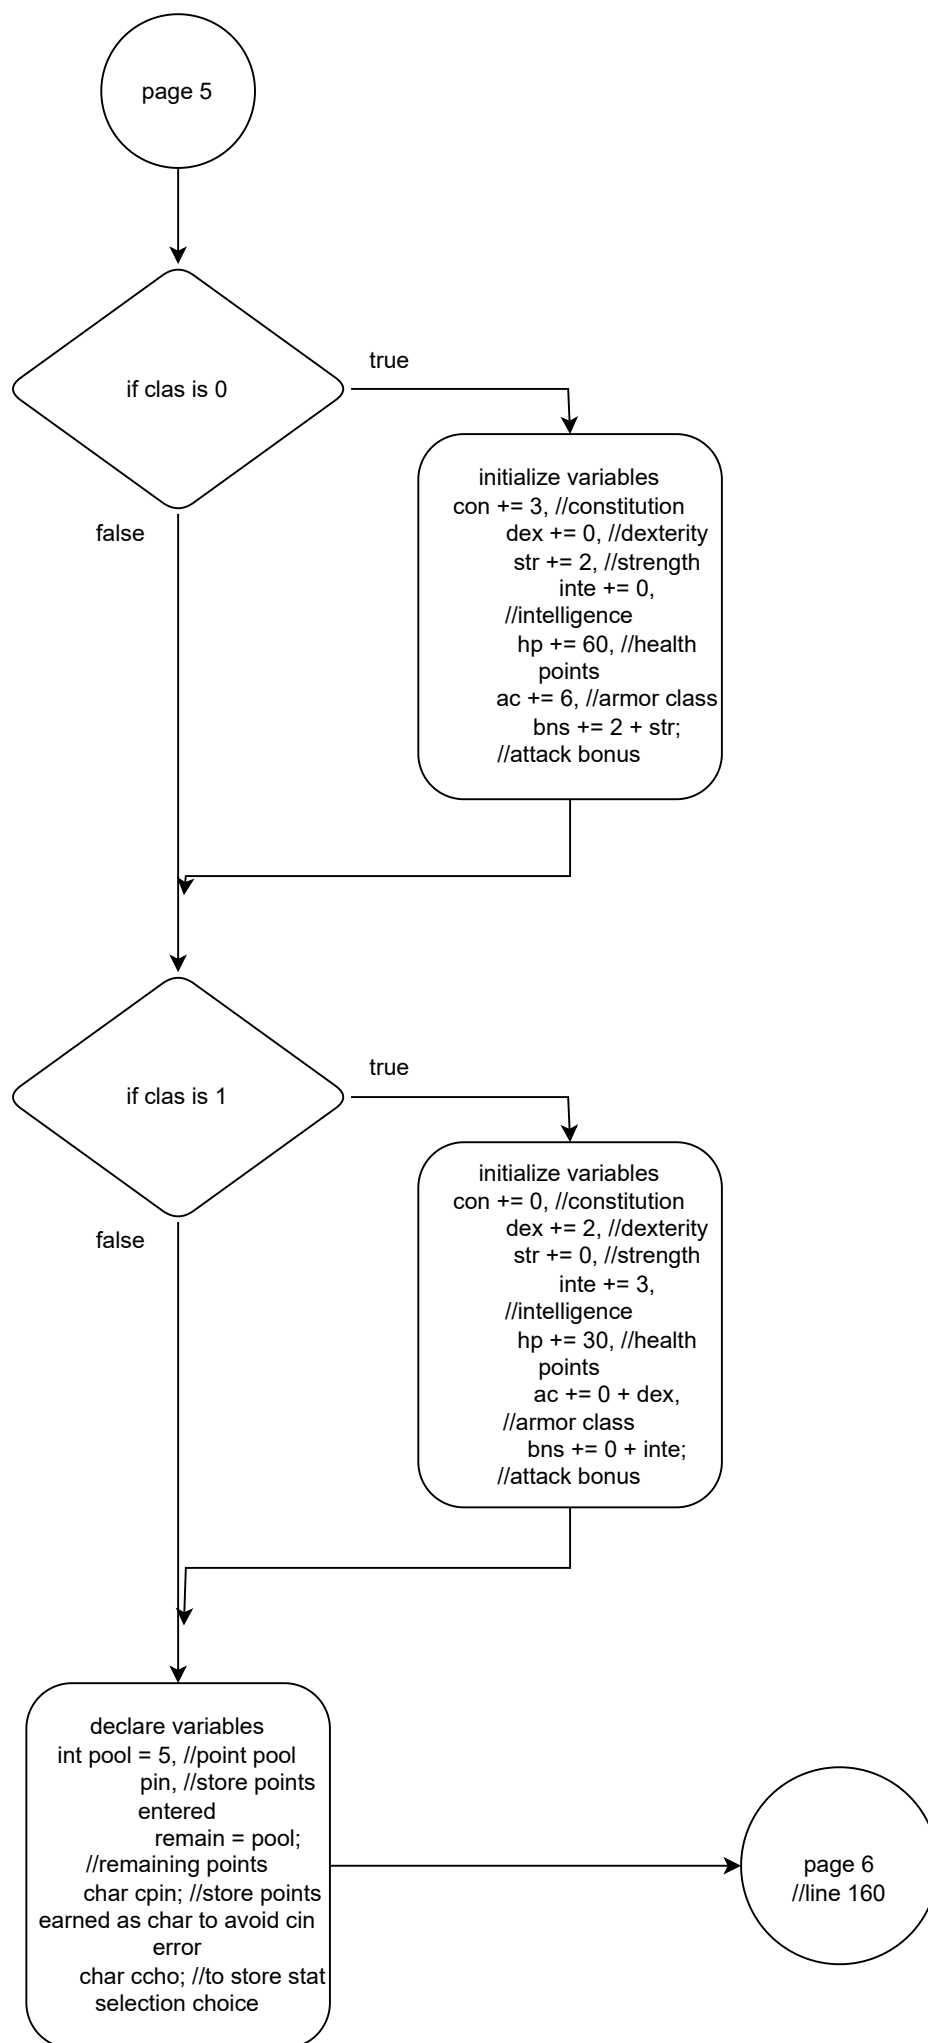 page 5
if clas is 0
true
false
initialize variables
con += 3, //constitution
dex += 0, //dexterity
str += 2, //strength
inte += 0,
//intelligence
hp += 60, //health
points
ac += 6, //armor class
bns += 2 + str;
//attack bonus
if clas is 1
true
false
initialize variables
con += 0, //constitution
dex += 2, //dexterity
str += 0, //strength
inte += 3,
//intelligence
hp += 30, //health
points
ac += 0 + dex,
//armor class
bns += 0 + inte;
//attack bonus
declare variables
int pool = 5, //point pool
pin, //store points
entered
remain = pool;
//remaining points
char cpin; //store points
earned as char to avoid cin
error
char ccho; //to store stat
selection choice
page 6
//line 160